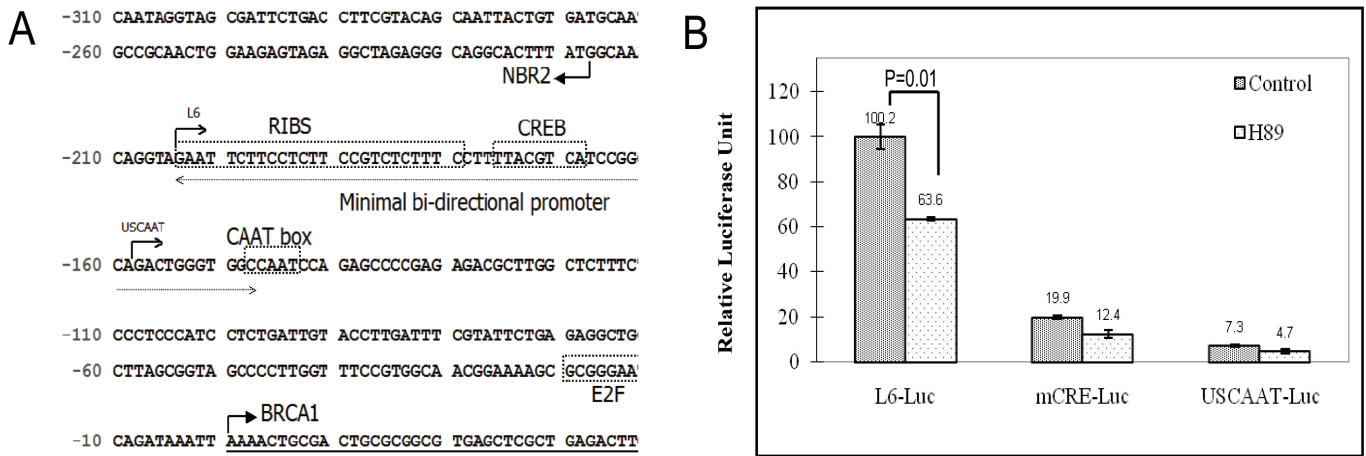 A
-310 CAATAGGTAG CGATTCTGAC CCTTCGTACAG CAATTACTGT GATGCAA
-260 GCCGCAACTG GAAGAGTAGA GGCTAGAGGG CAGGCACTTT ATGGCAA
NBR2
L6
RIBS
CREB
-210 CAGGTAGAAT TCTTCCTCTT CCGTCTCTTTC CTTTTACGT CATCCGGG
Minimal bi-directional promoter
USCAAT
CAAT box
-160 CAGACTGGGT GGCCAATCCA GAGCCCCGAG AGACGCTTGG CTCTTTC
-110 CCCTCCCATC CTCTGATTGT ACCTTGATTT CGTATTCTGA GAGGCTG
-60 CTTAGCGGTA GCCCCTTGGT TTCCGTGGCA ACGGAAAAGC GCGGGAA
E2F
BRCA1
-10 CAGATAAATT AAAACTGCGA CTGCGCGGCG TGAGCTCGCT GAGACTT
B
Relative Luciferase Unit
120
100
80
60
40
20
0
P=0.01
Control
H89
100.2
63.6
19.9
12.4
7.3
4.7
L6-Luc
mCRE-Luc
USCAAT-Luc